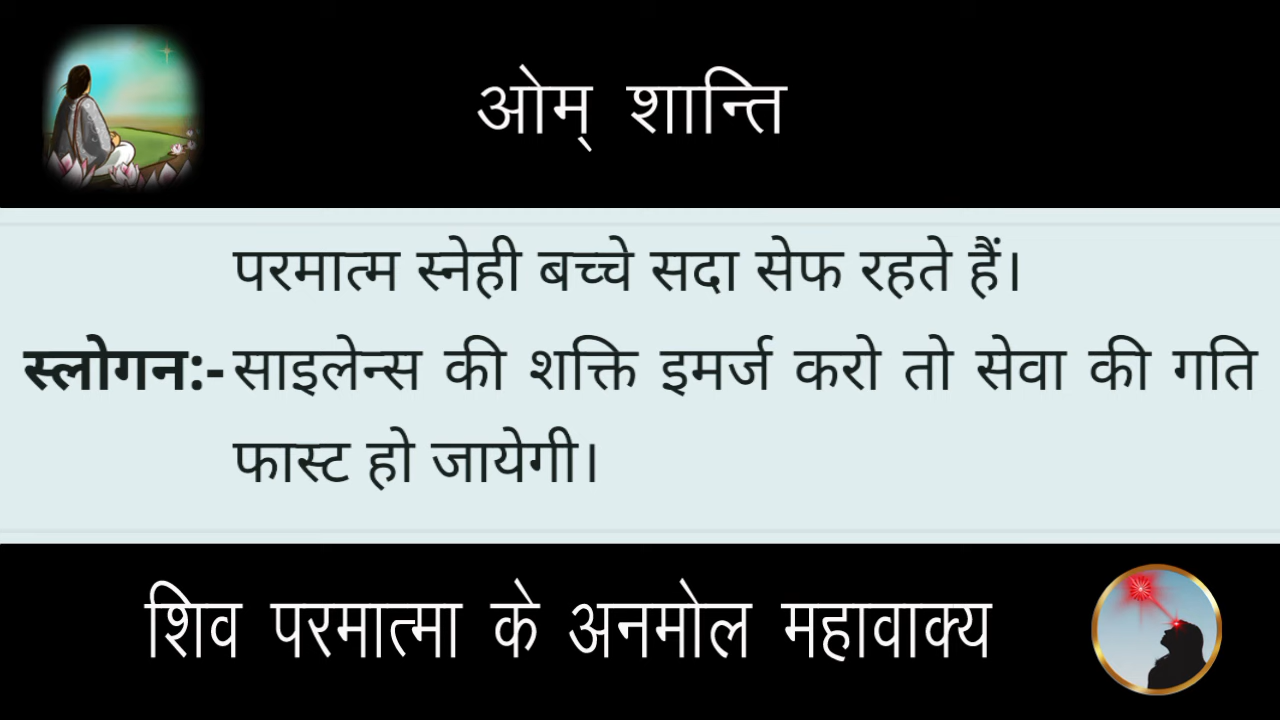 ओम् शान्ति
परमात्म स्नेही बच्चे सदा सेफ रहते हैं।
स्लोगन:- साइलेन्स की शक्ति इमर्ज करो तो सेवा की गति
फास्ट हो जायेगी।
शिव परमात्मा के अनमोल महावाक्य